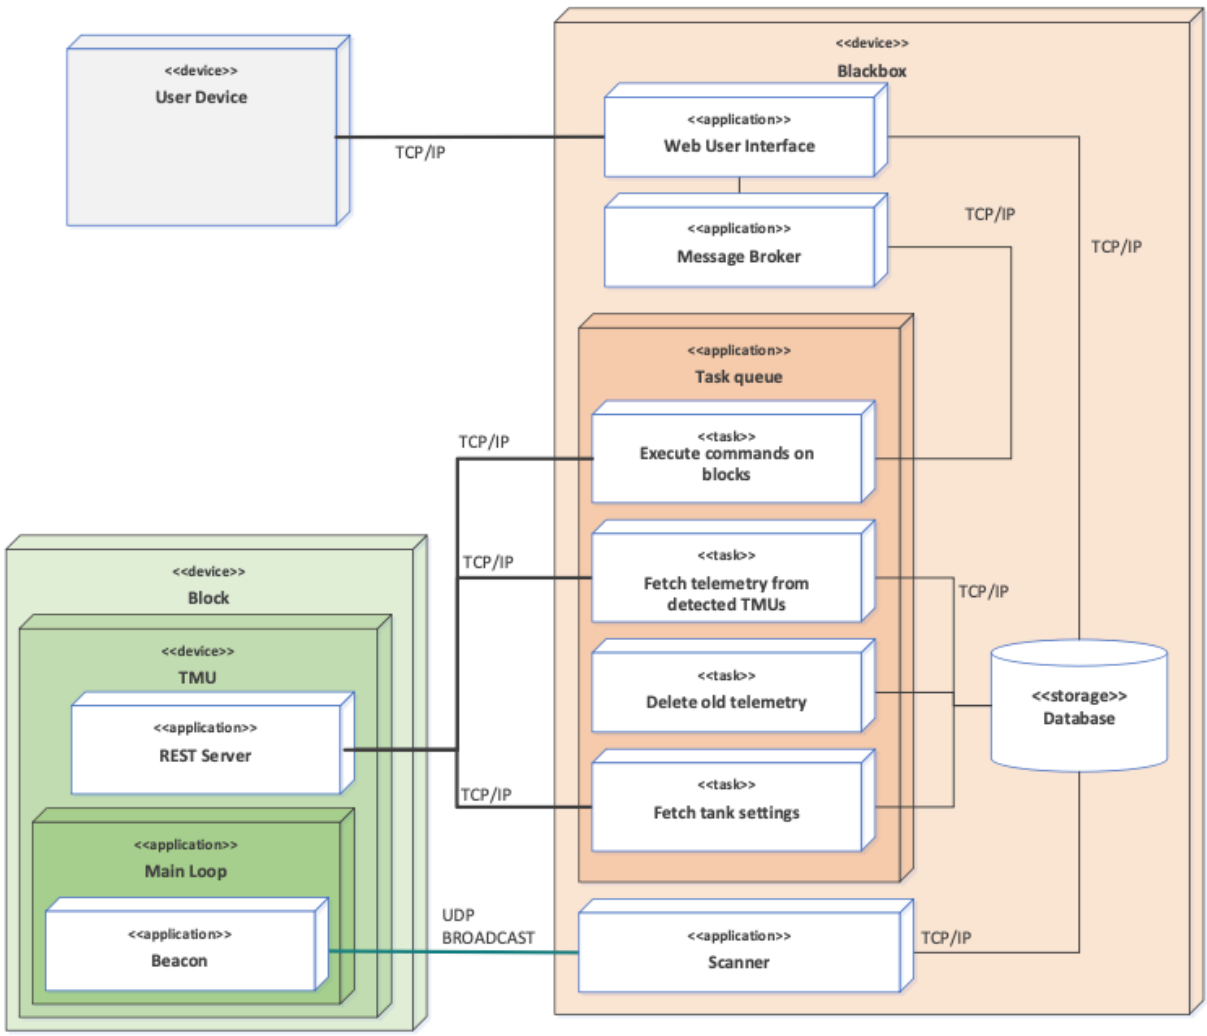 <<device>>
User Device
TCP/IP
<<device>>
Blackbox
<<application>>
Web User Interface
<<application>>
Message Broker
TCP/IP
TCP/IP
<<application>>
Task queue
<<task>>
Execute commands on
blocks
TCP/IP
<<task>>
Fetch telemetry from
detected TMUs
TCP/IP
TCP/IP
<<task>>
Delete old telemetry
<<storage>>
Database
<<task>>
Fetch tank settings
TCP/IP
<<device>>
Block
<<device>>
TMU
<<application>>
REST Server
<<application>>
Main Loop
<<application>>
Beacon
UDP
BROADCAST
<<application>>
Scanner
TCP/IP